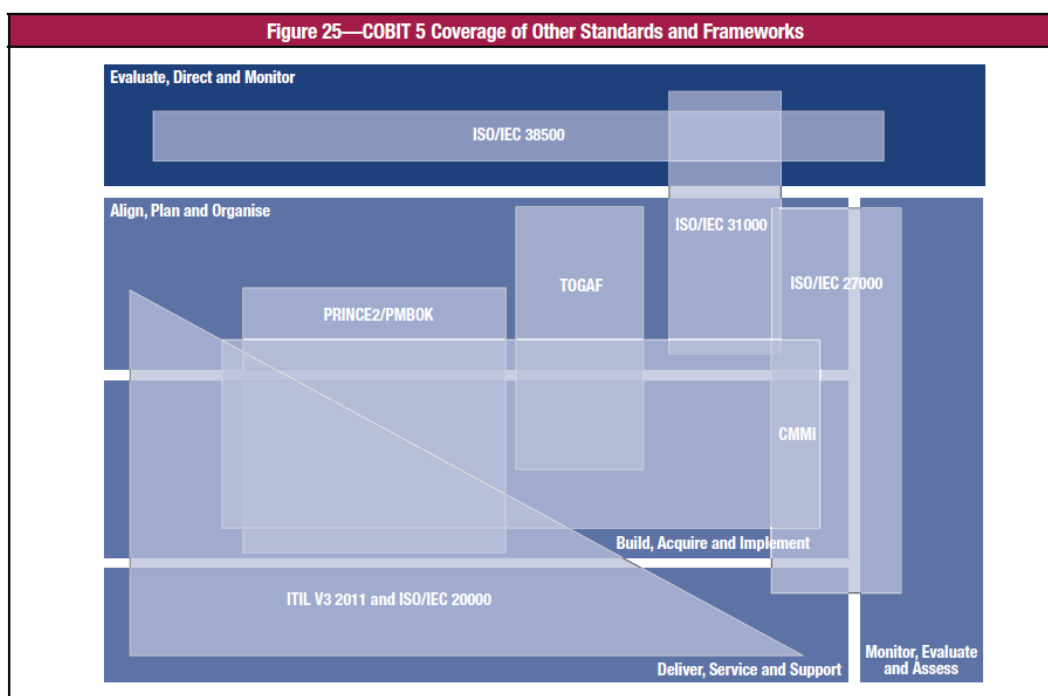 Figure 25—COBIT 5 Coverage of Other Standards and Frameworks
Evaluate, Direct and Monitor
ISO/IEC 38500
Align, Plan and Organise
ISO/IEC 31000
ISO/IEC 27000
TOGAF
PRINCE2/PMBOK
CMMI
Build, Acquire and Implement
ITIL V3 2011 and ISO/IEC 20000
Deliver, Service and Support
Monitor, Evaluate
and Assess